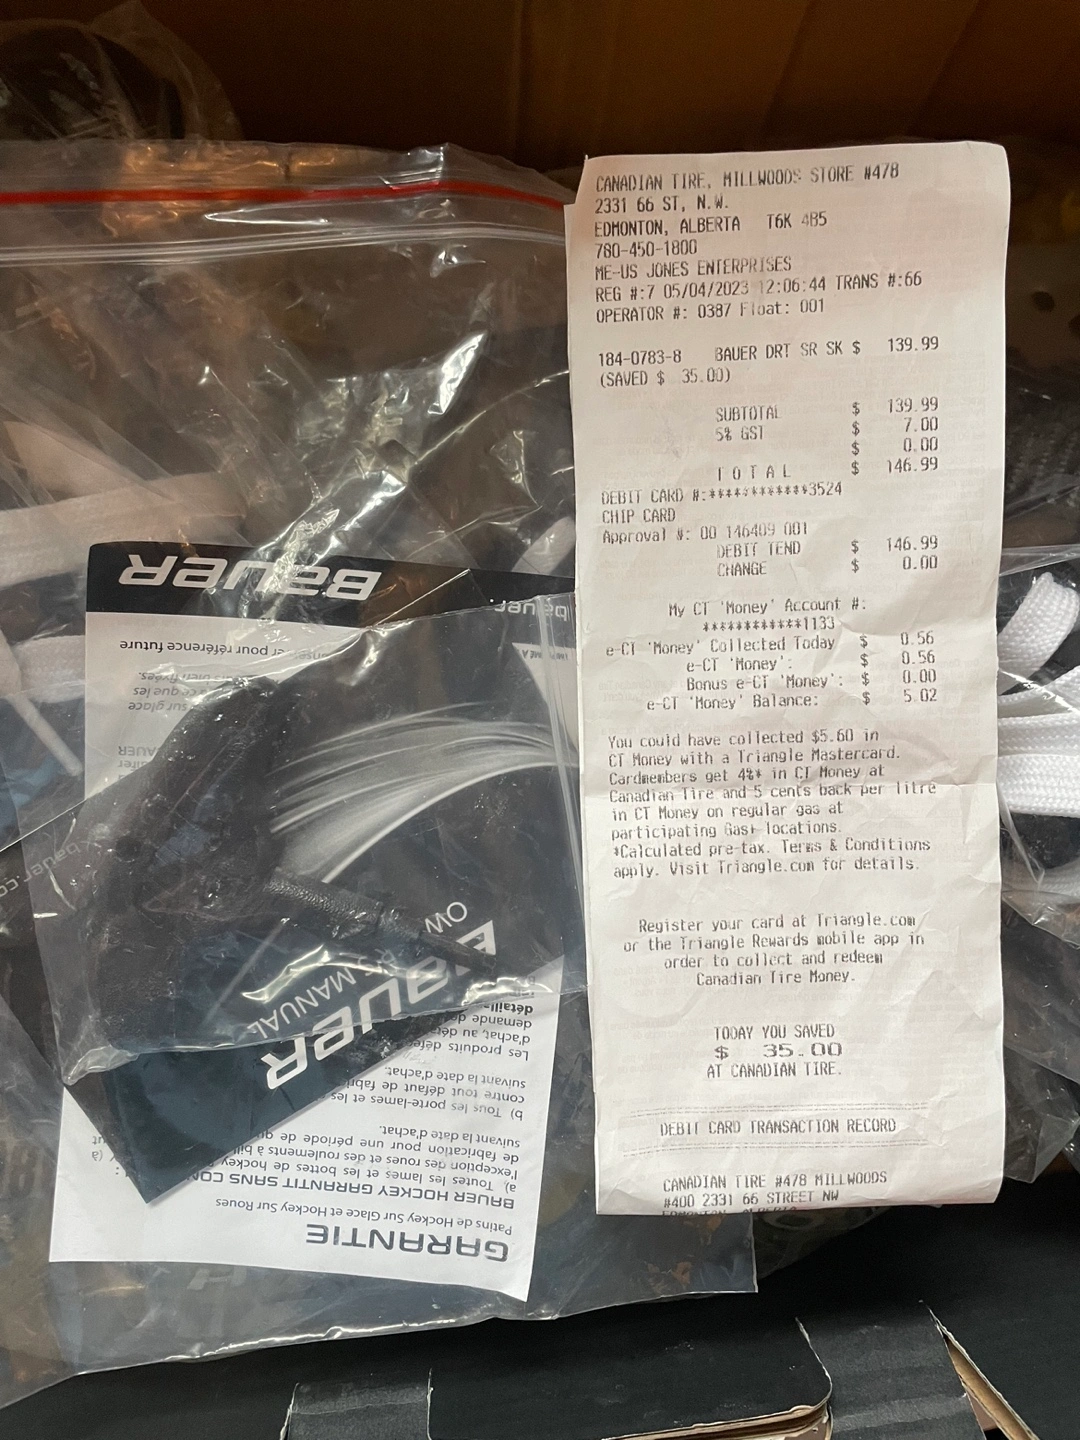 CANADIAN TIRE, MILLWOODS STORE #478
2331 66 ST, N.W.
EDMONTON, ALBERTA T6K 4B5
780-450-1800
ME-US JONES ENTERPRISES
REG #:7 05/04/2023 12:06:44 TRANS #:66
OPERATOR #: 0387 Float: 001
184-0783-8 BAUER DRT SR SK $ 139.99
(SAVED $ 35.00)
SUBTOTAL $ 139.99
5% GST $ 7.00
$ 0.00
T O T A L $ 146.99
DEBIT CARD #:************3524
CHIP CARD
Approval #: 00 146409 001
DEBIT TEND $ 146.99
CHANGE $ 0.00
My CT 'Money' Account #:
************1133
e-CT 'Money' Collected Today $ 0.56
e-CT 'Money': $ 0.56
Bonus e-CT 'Money': $ 0.00
e-CT 'Money' Balance: $ 5.02
You could have collected $5.60 in
CT Money with a Triangle Mastercard.
Cardmembers get 4%* in CT Money at
Canadian Tire and 5 cents back per litre
in CT Money on regular gas at
participating Gas+ locations.
*Calculated pre-tax. Terms & Conditions
apply. Visit Triangle.com for details.
Register your card at Triangle.com
or the Triangle Rewards mobile app in
order to collect and redeem
Canadian Tire Money.
TODAY YOU SAVED
$ 35.00
AT CANADIAN TIRE.
DEBIT CARD TRANSACTION RECORD
CANADIAN TIRE #478 MILLWOODS
#400 2331 66 STREET NW
EDMONTON, ALBERTA
GARANTIE
Patins de Hockey Sur Glace et Hockey Sur Roues
BAUER HOCKEY GARANTIT SANS
a) Toutes les lames et les bottes de hockey
l'exception des roues et des roulements à
de fabrication pour une période de
suivant la date d'achat.
b) Tous les porte-lames et les
contre tout défaut de
suivant la date d'achat.
Les produits
d'achat, au
demande de
pour référence future
BAUER
BAUER
MANUAL